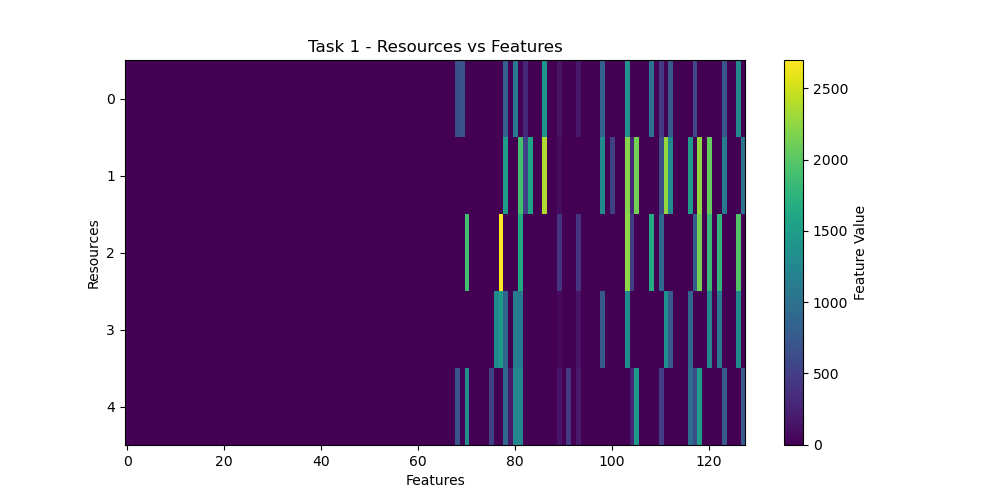 Task 1 - Resources vs Features
Resources
0
1
2
3
4
0 20 40 60 80 100 120
Features
2500
2000
1500
1000
500
0
Feature Value